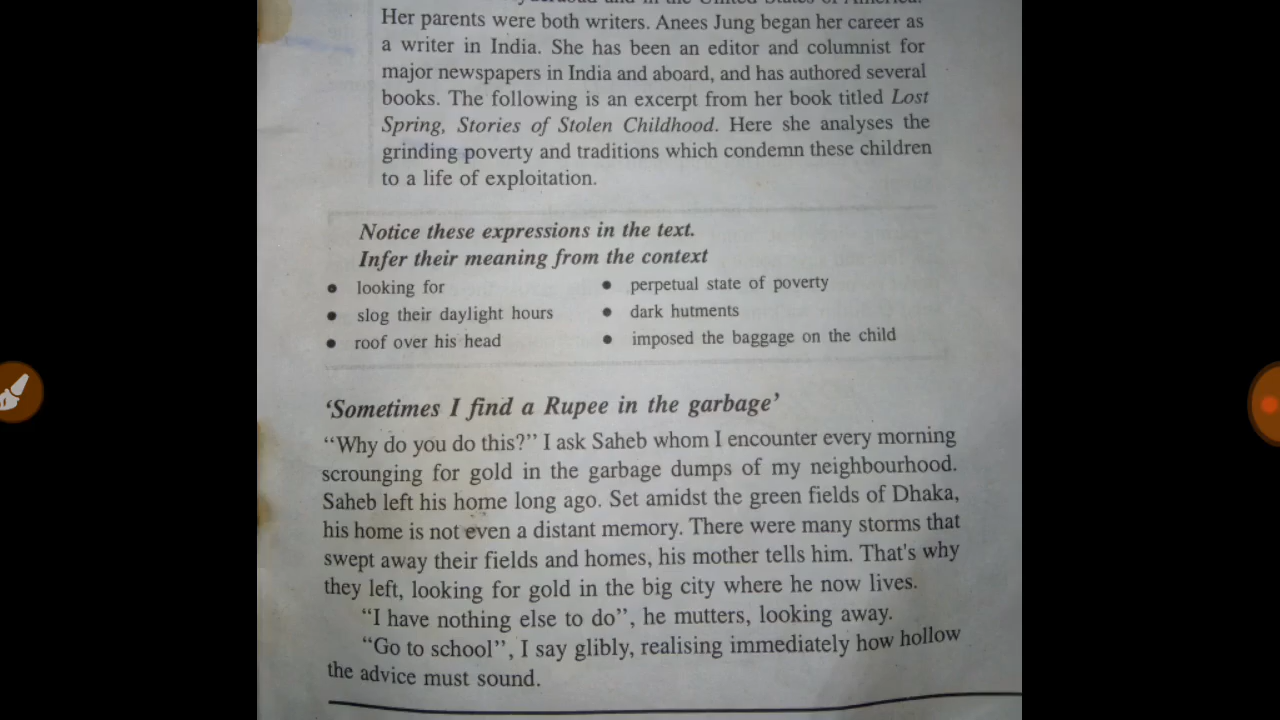 Her parents were both writers. Anees Jung began her career as
a writer in India. She has been an editor and columnist for
major newspapers in India and aboard, and has authored several
books. The following is an excerpt from her book titled Lost
Spring, Stories of Stolen Childhood. Here she analyses the
grinding poverty and traditions which condemn these children
to a life of exploitation.
Notice these expressions in the text.
Infer their meaning from the context
• looking for
• slog their daylight hours
• roof over his head
• perpetual state of poverty
• dark hutments
• imposed the baggage on the child
‘Sometimes I find a Rupee in the garbage’
“Why do you do this?” I ask Saheb whom I encounter every morning
scrounging for gold in the garbage dumps of my neighbourhood.
Saheb left his home long ago. Set amidst the green fields of Dhaka,
his home is not even a distant memory. There were many storms that
swept away their fields and homes, his mother tells him. That's why
they left, looking for gold in the big city where he now lives.
“I have nothing else to do”, he mutters, looking away.
“Go to school”, I say glibly, realising immediately how hollow
the advice must sound.